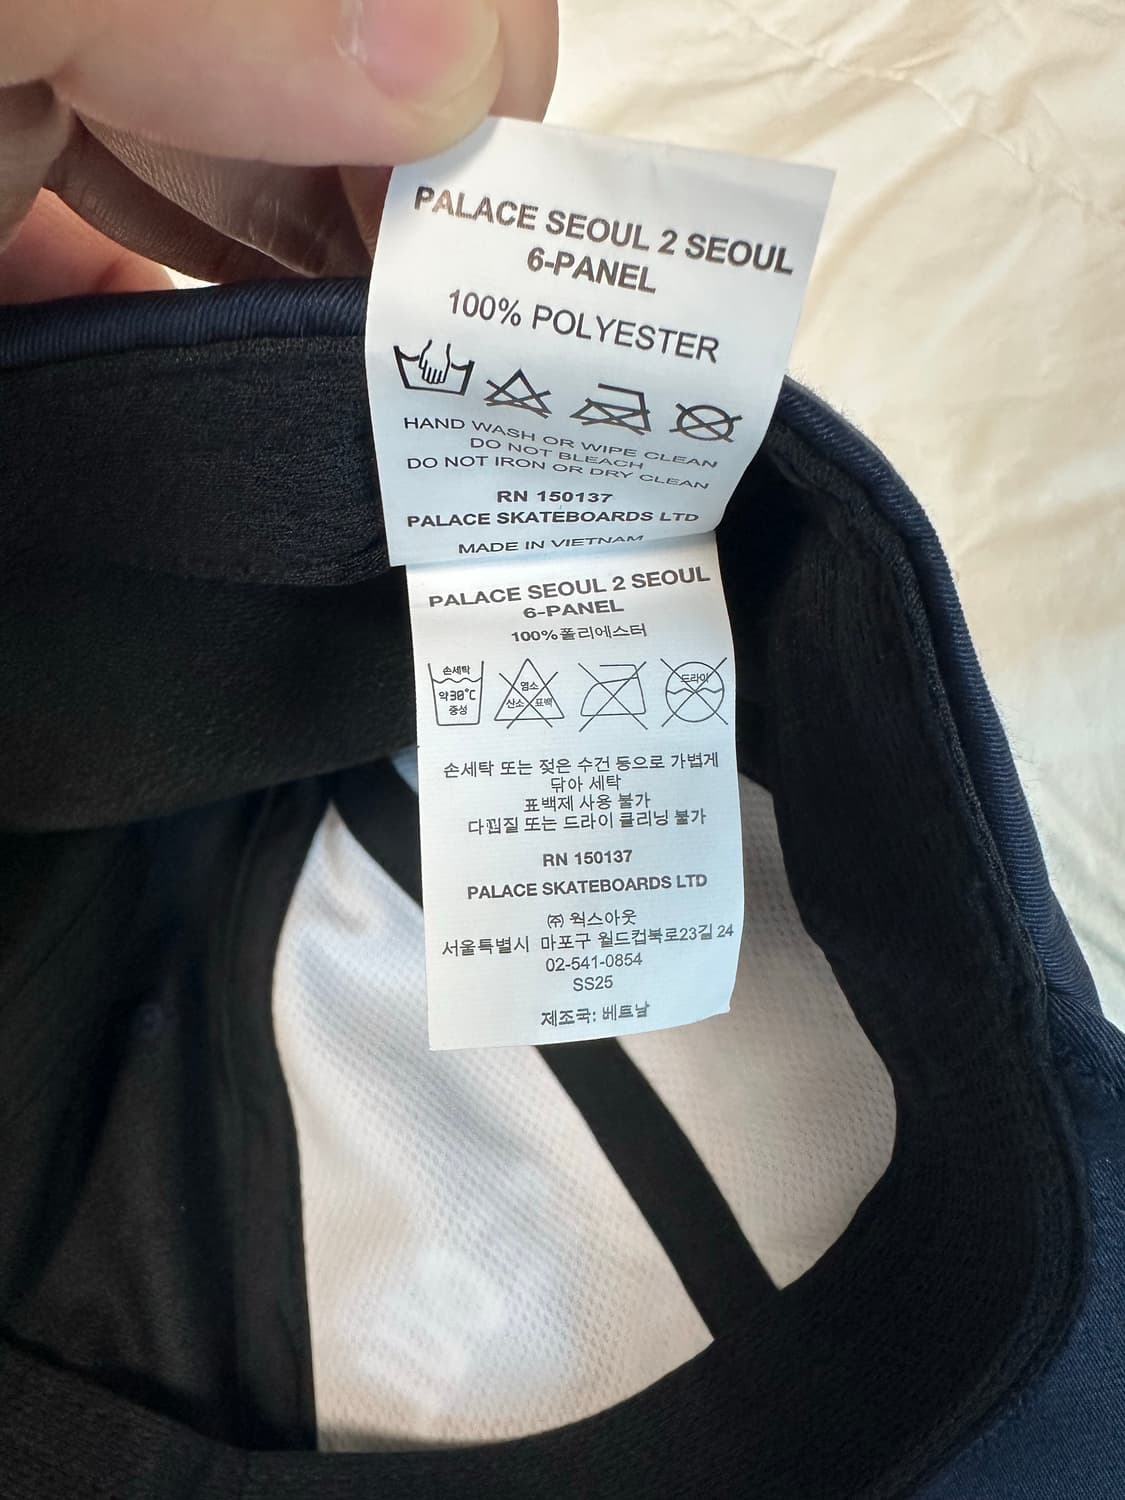 PALACE SEOUL 2 SEOUL
6-PANEL
100% POLYESTER
HAND WASH OR WIPE CLEAN
DO NOT BLEACH
DO NOT IRON OR DRY CLEAN
RN 150137
PALACE SKATEBOARDS LTD
MADE IN VIETNAM
PALACE SEOUL 2 SEOUL
6-PANEL
100%폴리에스터
손세탁
약30°C
중성
염소
산소 표백
드라이
손세탁 또는 젖은 수건 등으로 가볍게
닦아 세탁
표백제 사용 불가
다림질 또는 드라이 클리닝 불가
RN 150137
PALACE SKATEBOARDS LTD
㈜ 웍스아웃
서울특별시 마포구 월드컵북로23길 24
02-541-0854
SS25
제조국: 베트남